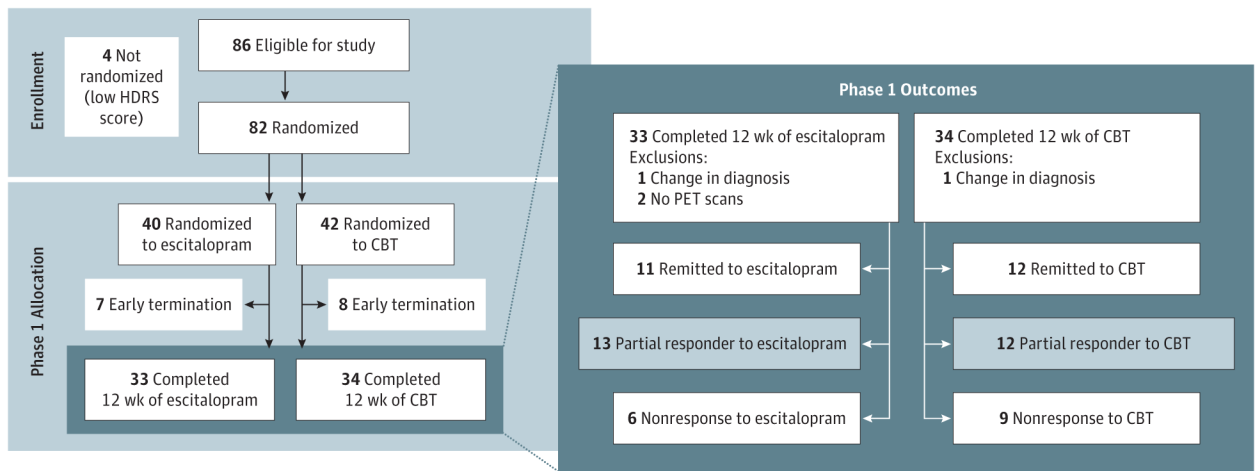 Enrollment
86 Eligible for study
4 Not
randomized
(low HDRS
score)
82 Randomized
Phase 1 Allocation
40 Randomized
to escitalopram
42 Randomized
to CBT
7 Early termination
8 Early termination
33 Completed
12 wk of escitalopram
34 Completed
12 wk of CBT
Phase 1 Outcomes
33 Completed 12 wk of escitalopram
Exclusions:
1 Change in diagnosis
2 No PET scans
34 Completed 12 wk of CBT
Exclusions:
1 Change in diagnosis
11 Remitted to escitalopram
12 Remitted to CBT
13 Partial responder to escitalopram
12 Partial responder to CBT
6 Nonresponse to escitalopram
9 Nonresponse to CBT